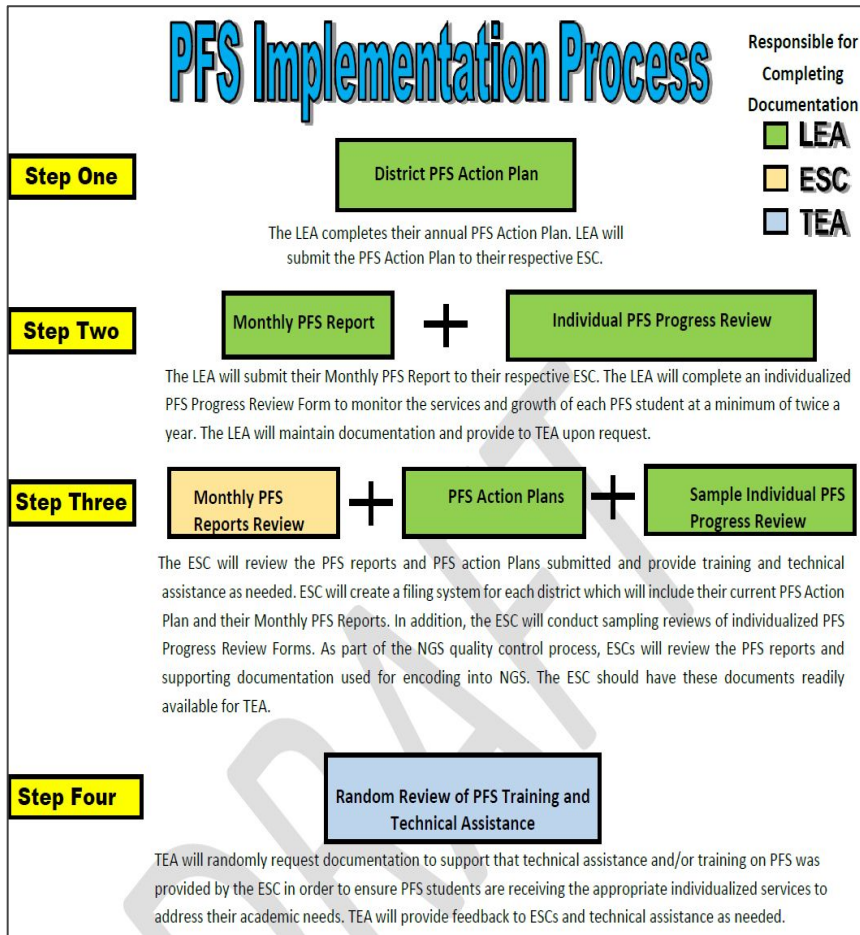 PFS Implementation Process
Responsible for
Completing
Documentation
LEA
ESC
TEA
Step One
District PFS Action Plan
The LEA completes their annual PFS Action Plan. LEA will
submit the PFS Action Plan to their respective ESC.
Step Two
Monthly PFS Report
+
Individual PFS Progress Review
The LEA will submit their Monthly PFS Report to their respective ESC. The LEA will complete an individualized
PFS Progress Review Form to monitor the services and growth of each PFS student at a minimum of twice a
year. The LEA will maintain documentation and provide to TEA upon request.
Step Three
Monthly PFS
Reports Review
+
PFS Action Plans
+
Sample Individual PFS
Progress Review
The ESC will review the PFS reports and PFS action Plans submitted and provide training and technical
assistance as needed. ESC will create a filing system for each district which will include their current PFS Action
Plan and their Monthly PFS Reports. In addition, the ESC will conduct sampling reviews of individualized PFS
Progress Review Forms. As part of the NGS quality control process, ESCs will review the PFS reports and
supporting documentation used for encoding into NGS. The ESC should have these documents readily
available for TEA.
Step Four
Random Review of PFS Training and
Technical Assistance
TEA will randomly request documentation to support that technical assistance and/or training on PFS was
provided by the ESC in order to ensure PFS students are receiving the appropriate individualized services to
address their academic needs. TEA will provide feedback to ESCs and technical assistance as needed.
DRAFT